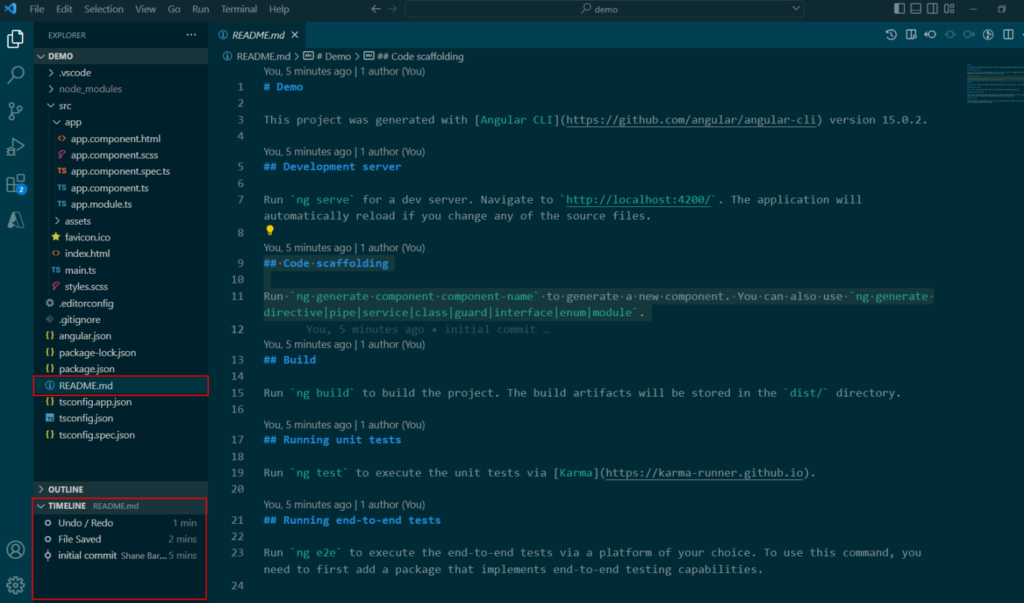 File Edit Selection View Go Run Terminal Help
demo
EXPLORER
README.md
DEMO
README.md > # Demo > ## Code scaffolding
.vscode
node_modules
src
app
app.component.html
app.component.scss
TS app.component.spec.ts
TS app.component.ts
TS app.module.ts
assets
favicon.ico
index.html
TS main.ts
styles.scss
.editorconfig
.gitignore
{} angular.json
{} package-lock.json
{} package.json
README.md
{} tsconfig.app.json
tsconfig.json
{} tsconfig.spec.json
2
OUTLINE
TIMELINE README.md
Undo / Redo 1 min
File Saved 2 mins
initial commit Shane Bar... 5 mins
You, 5 minutes ago | 1 author (You)
1 # Demo
2
3 This project was generated with [Angular CLI](https://github.com/angular/angular-cli) version 15.0.2.
4
You, 5 minutes ago | 1 author (You)
5 ## Development server
6
7 Run `ng serve` for a dev server. Navigate to `http://localhost:4200/`. The application will
automatically reload if you change any of the source files.
8
You, 5 minutes ago | 1 author (You)
9 ##·Code·scaffolding
10
11 Run·`ng·generate·component·component-name`·to·generate·a·new·component.·You·can·also·use·`ng·generate·
directive|pipe|service|class|guard|interface|enum|module`.
12 You, 5 minutes ago • initial commit …
You, 5 minutes ago | 1 author (You)
13 ## Build
14
15 Run `ng build` to build the project. The build artifacts will be stored in the `dist/` directory.
16
You, 5 minutes ago | 1 author (You)
17 ## Running unit tests
18
19 Run `ng test` to execute the unit tests via [Karma](https://karma-runner.github.io).
20
You, 5 minutes ago | 1 author (You)
21 ## Running end-to-end tests
22
23 Run `ng e2e` to execute the end-to-end tests via a platform of your choice. To use this command, you
need to first add a package that implements end-to-end testing capabilities.
24